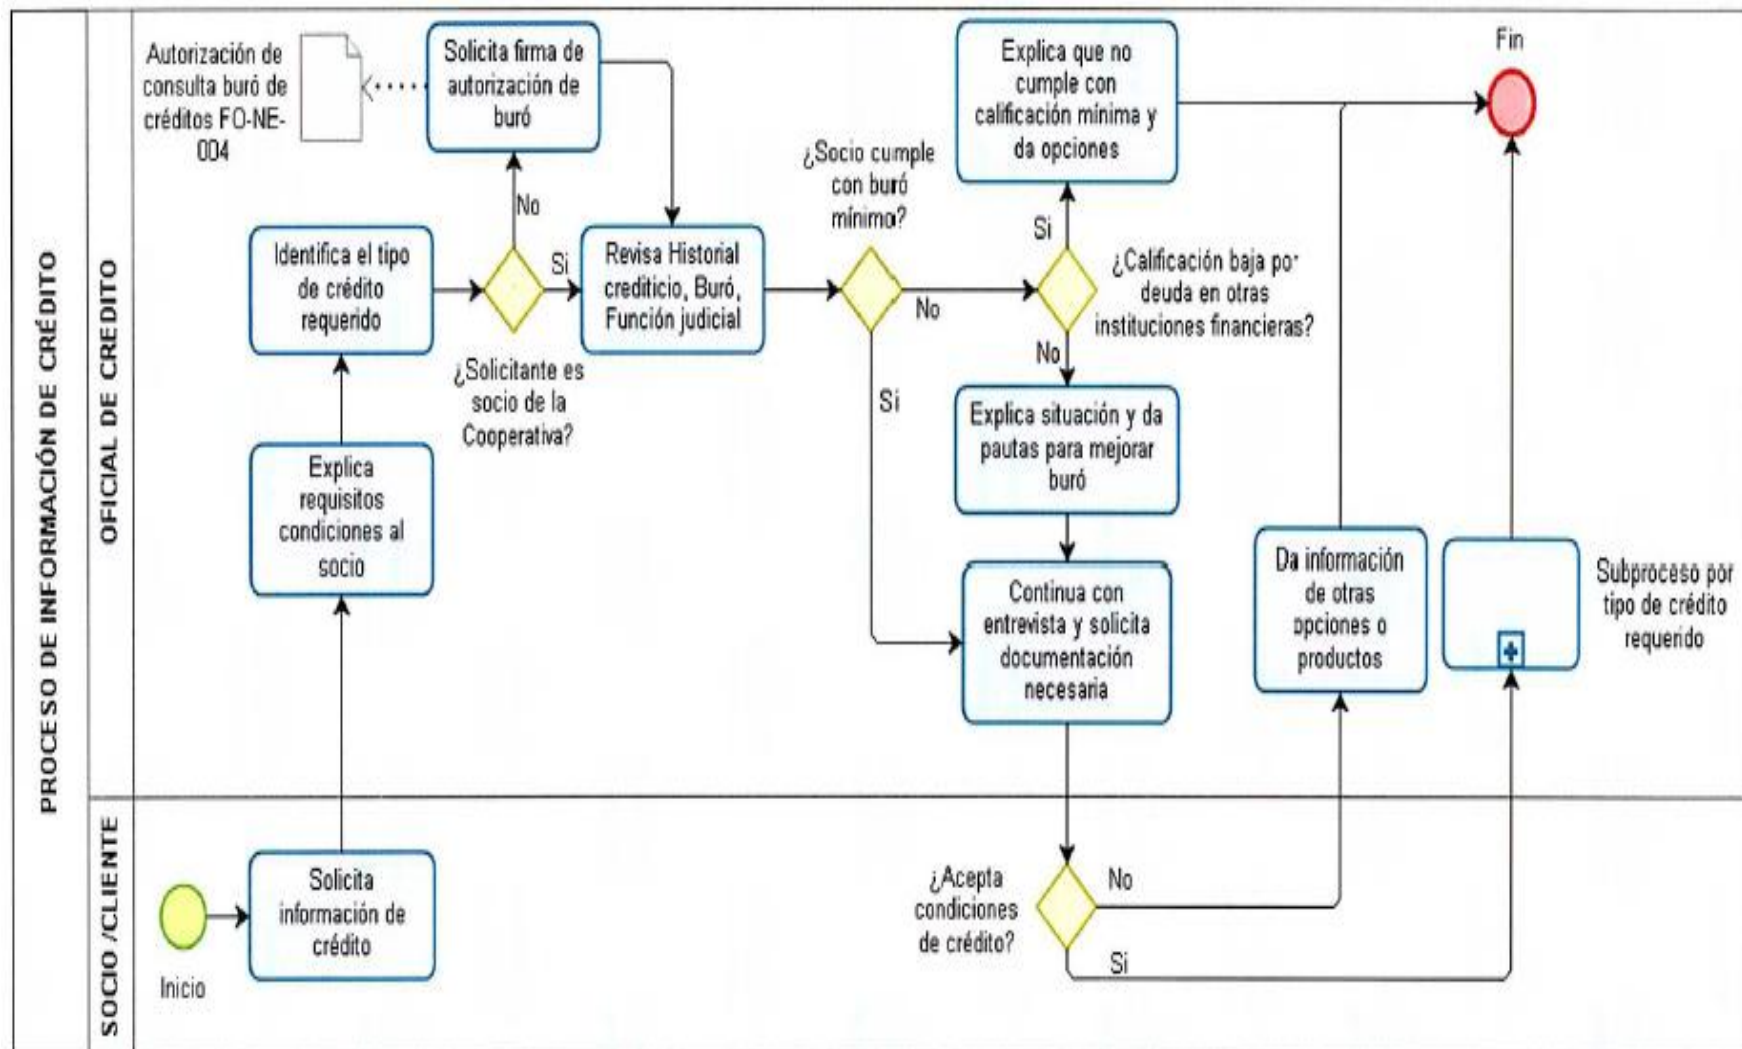 PROCESO DE INFORMACIÓN DE CRÉDITO
OFICIAL DE CREDITO
SOCIO /CLIENTE
Autorización de
consulta buró de
créditos FO-NE-
004
Solicita firma de
autorización de
buró
No
Identifica el tipo
de crédito
requerido
Si
¿Solicitante es
socio de la
Cooperativa?
Revisa Historial
crediticio, Buró,
Función judicial
Explica
requisitos
condiciones al
socio
¿Socio cumple
con buró
mínimo?
No
Si
Explica que no
cumple con
calificación mínima y
da opciones
Si
¿Calificación baja por
deuda en otras
instituciones financieras?
No
Explica situación y da
pautas para mejorar
buró
Continua con
entrevista y solicita
documentación
necesaria
Da información
de otras
opciones o
productos
Subproceso por
tipo de crédito
requerido
Fin
Inicio
Solicita
información de
crédito
¿Acepta
condiciones
de crédito?
No
Si